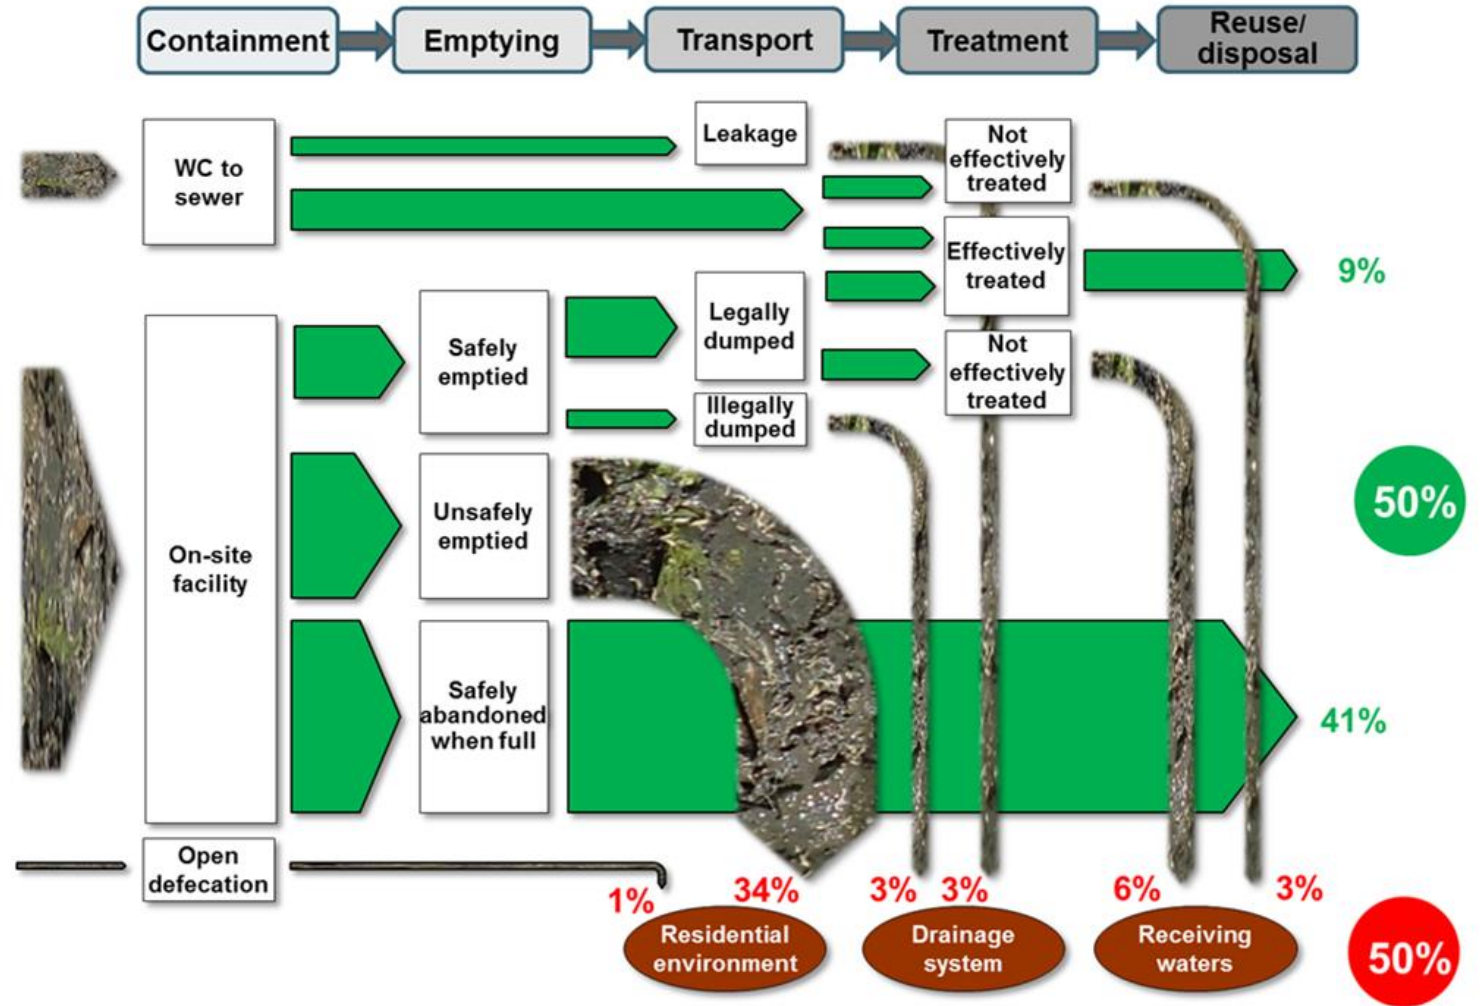 Containment
Emptying
Transport
Treatment
Reuse/
disposal
WC to
sewer
Leakage
Not
effectively
treated
Effectively
treated
9%
On-site
facility
Safely
emptied
Legally
dumped
Not
effectively
treated
Illegally
dumped
Unsafely
emptied
50%
Safely
abandoned
when full
41%
Open
defecation
1%
34%
3%
3%
6%
3%
Residential
environment
Drainage
system
Receiving
waters
50%